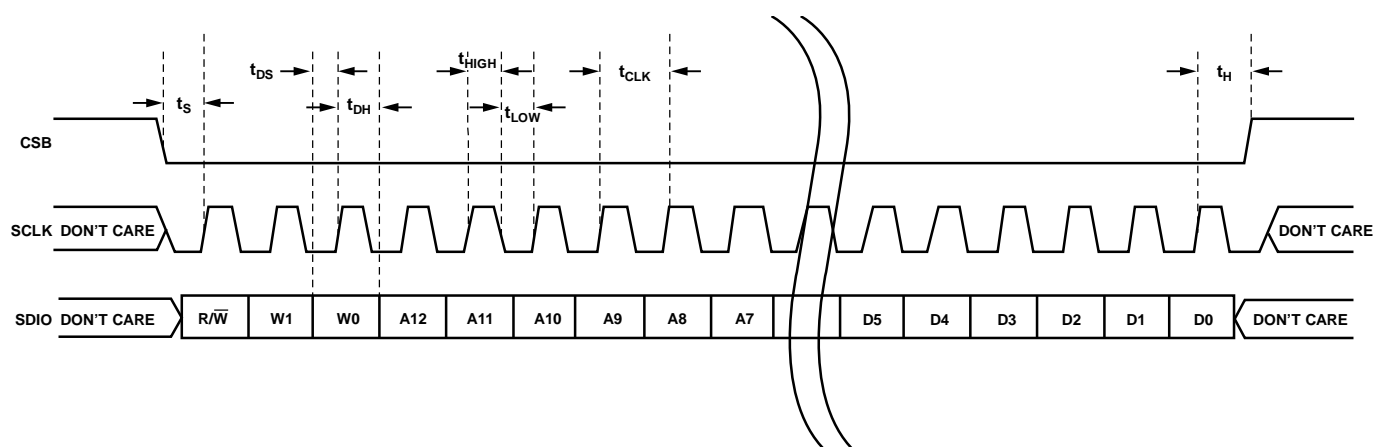 tHIGH
tDS
tCLK
tH
tS
tDH
tLOW
CSB
SCLK DON'T CARE
DON'T CARE
SDIO DON'T CARE R/W̅ W1 W0 A12 A11 A10 A9 A8 A7 D5 D4 D3 D2 D1 D0 DON'T CARE